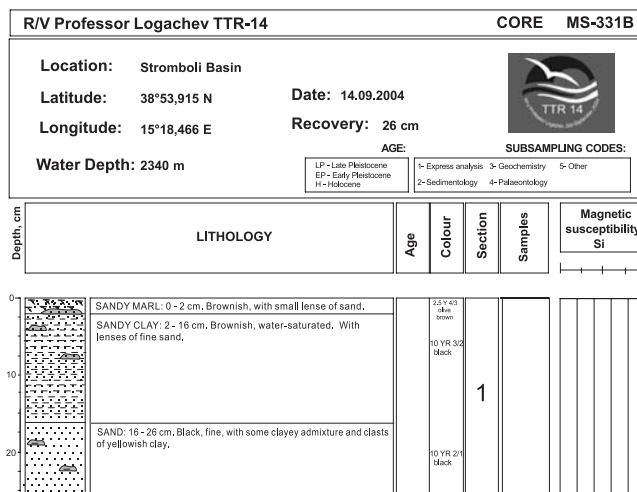 R/V Professor Logachev TTR-14 CORE MS-331B
Location: Stromboli Basin
Latitude: 38°53,915 N
Longitude: 15°18,466 E
Water Depth: 2340 m
Date: 14.09.2004
Recovery: 26 cm
TTR 14
AGE:
LP - Late Pleistocene
EP - Early Pleistocene
H - Holocene
SUBSAMPLING CODES:
1- Express analysis 3- Geochemistry 5- Other
2- Sedimentology 4- Palaeontology
Depth, cm
LITHOLOGY
Age
Colour
Section
Samples
Magnetic
susceptibility
Si
0
10
20
SANDY MARL: 0 - 2 cm. Brownish, with small lense of sand.
SANDY CLAY: 2 - 16 cm. Brownish, water-saturated. With
lenses of fine sand.
SAND: 16 - 26 cm. Black, fine, with some clayey admixture and clasts
of yellowish clay.
2.5 Y 4/3
olive
brown
10 YR 3/2
black
10 YR 2/1
black
1